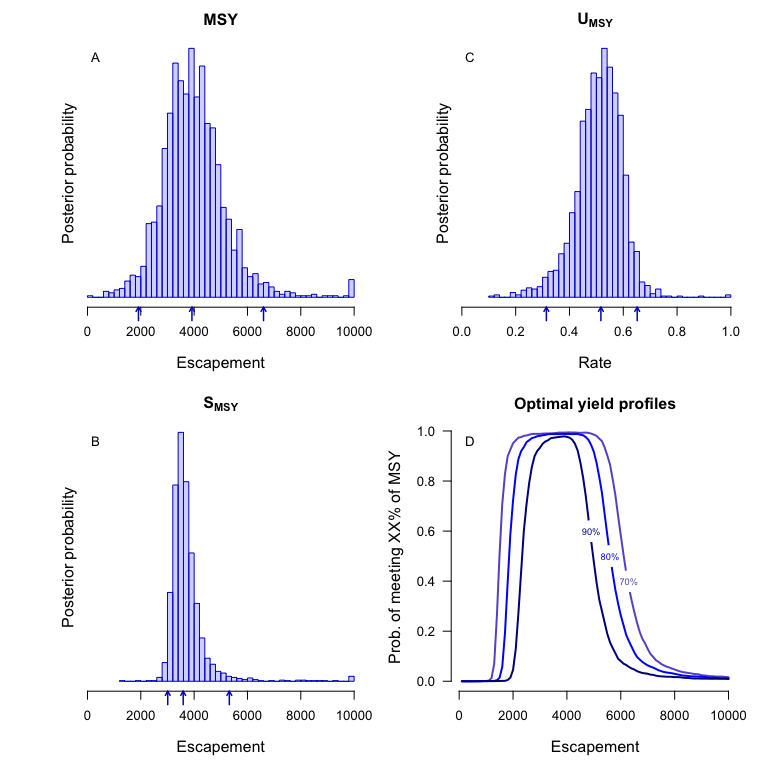 MSY
A
Posterior probability
0 2000 4000 6000 8000 10000
Escapement
U_MSY
C
Posterior probability
0.0 0.2 0.4 0.6 0.8 1.0
Rate
S_MSY
B
Posterior probability
0 2000 4000 6000 8000 10000
Escapement
Optimal yield profiles
D
Prob. of meeting XX% of MSY
1.0
0.8
0.6
0.4
0.2
0.0
90%
80%
70%
0 2000 4000 6000 8000 10000
Escapement